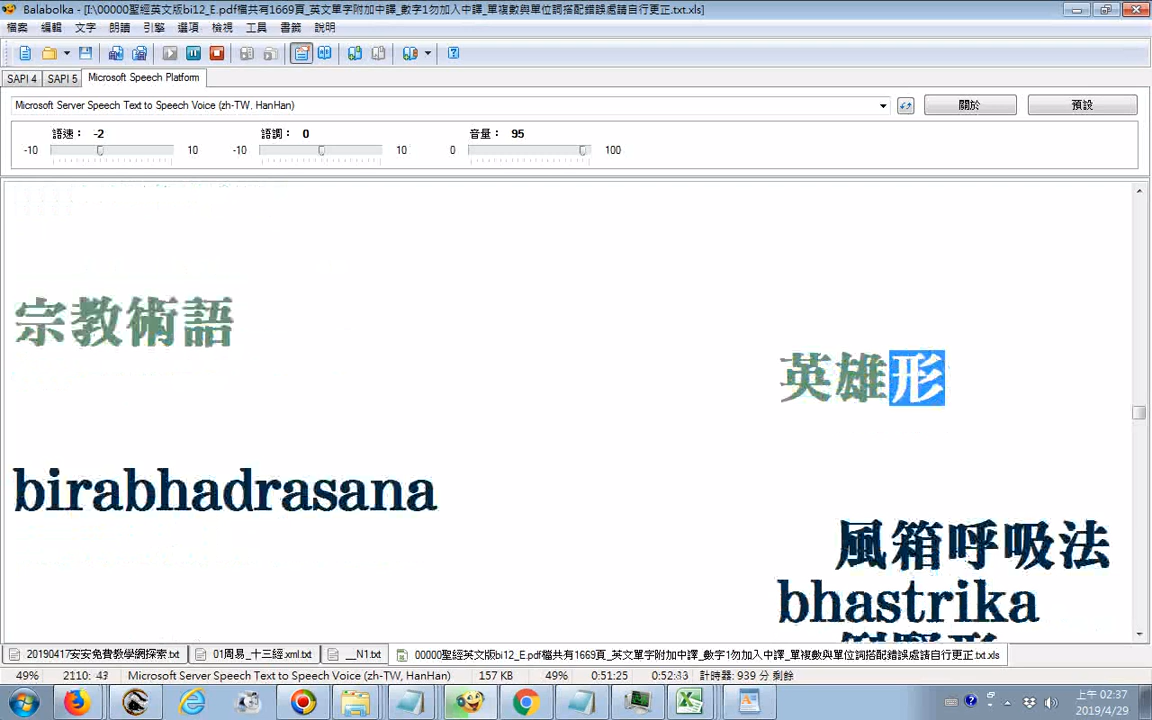 Balabolka - [I:\00000聖經英文版bi12_E.pdf檔共有1669頁_英文單字附加中譯_數字1勿加入中譯_單複數與單位詞搭配錯誤處請自行更正.txt.xls]
檔案 編輯 文字 朗讀 引擎 選項 檢視 工具 書籤 說明
SAPI 4 SAPI 5 Microsoft Speech Platform
Microsoft Server Speech Text to Speech Voice (zh-TW, HanHan) 關於 預設
語速： -2 語調： 0 音量： 95
-10 10 -10 10 0 100
宗教術語
英雄形
birabhadrasana
風箱呼吸法
bhastrika
20190417安安免費教學網探索.txt 01周易_十三經.xml.txt __N1.txt 00000聖經英文版bi12_E.pdf檔共有1669頁_英文單字附加中譯_數字1勿加入中譯_單複數與單位詞搭配錯誤處請自行更正.txt.xls
49% 2110: 43 Microsoft Server Speech Text to Speech Voice (zh-TW, HanHan) 157 KB 49% 0:51:25 0:52:33 計時器: 939 分 剩餘
上午 02:37
2019/4/29